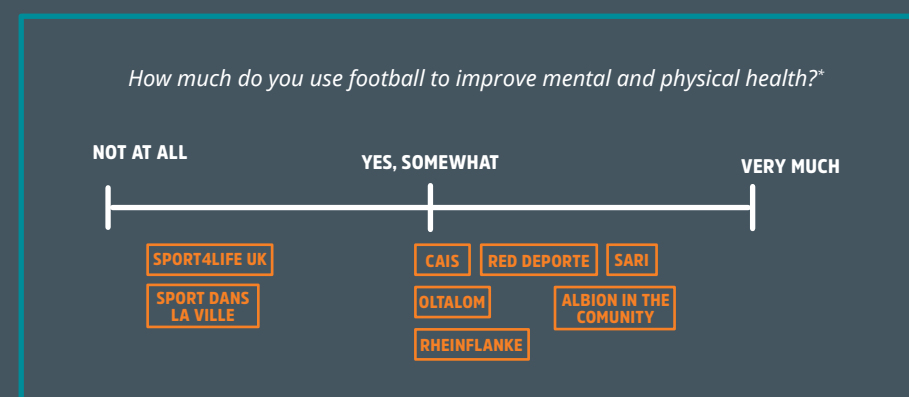 How much do you use football to improve mental and physical health?*
NOT AT ALL
YES, SOMEWHAT
VERY MUCH
SPORT4LIFE UK
CAIS
RED DEPORTE
SARI
SPORT DANS
LA VILLE
OLTALOM
ALBION IN THE
COMUNITY
RHEINFLANKE